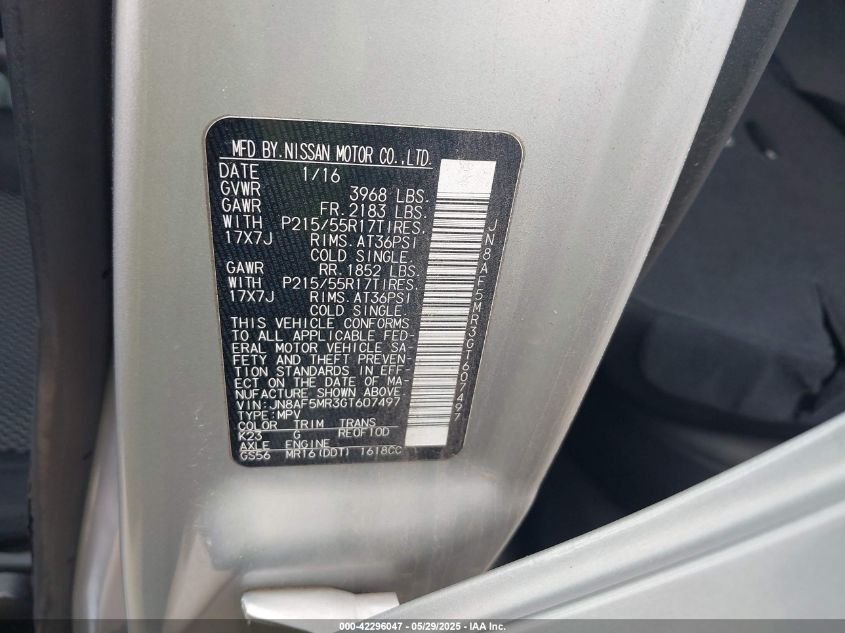 MFD BY.NISSAN MOTOR CO.,LTD.
DATE 1/16
GVWR 3968 LBS.
GAWR FR.2183 LBS.
WITH P215/55R17TIRES.
17X7J RIMS.AT36PSI
COLD SINGLE.
GAWR RR.1852 LBS.
WITH P215/55R17TIRES.
17X7J RIMS.AT36PSI
COLD SINGLE.
THIS VEHICLE CONFORMS
TO ALL APPLICABLE FED-
ERAL MOTOR VEHICLE SA-
FETY AND THEFT PREVEN-
TION STANDARDS IN EFF-
ECT ON THE DATE OF MA-
NUFACTURE SHOWN ABOVE
VIN:JN8AF5MR3GT607497
TYPE:MPV
COLOR TRIM TRANS
K23 G RE0F10D
AXLE ENGINE
GS56 MR16(DDT) 1618CC
JN8AF5MR3GT607497
000-42296047 — 05/29/2025 — IAA Inc.